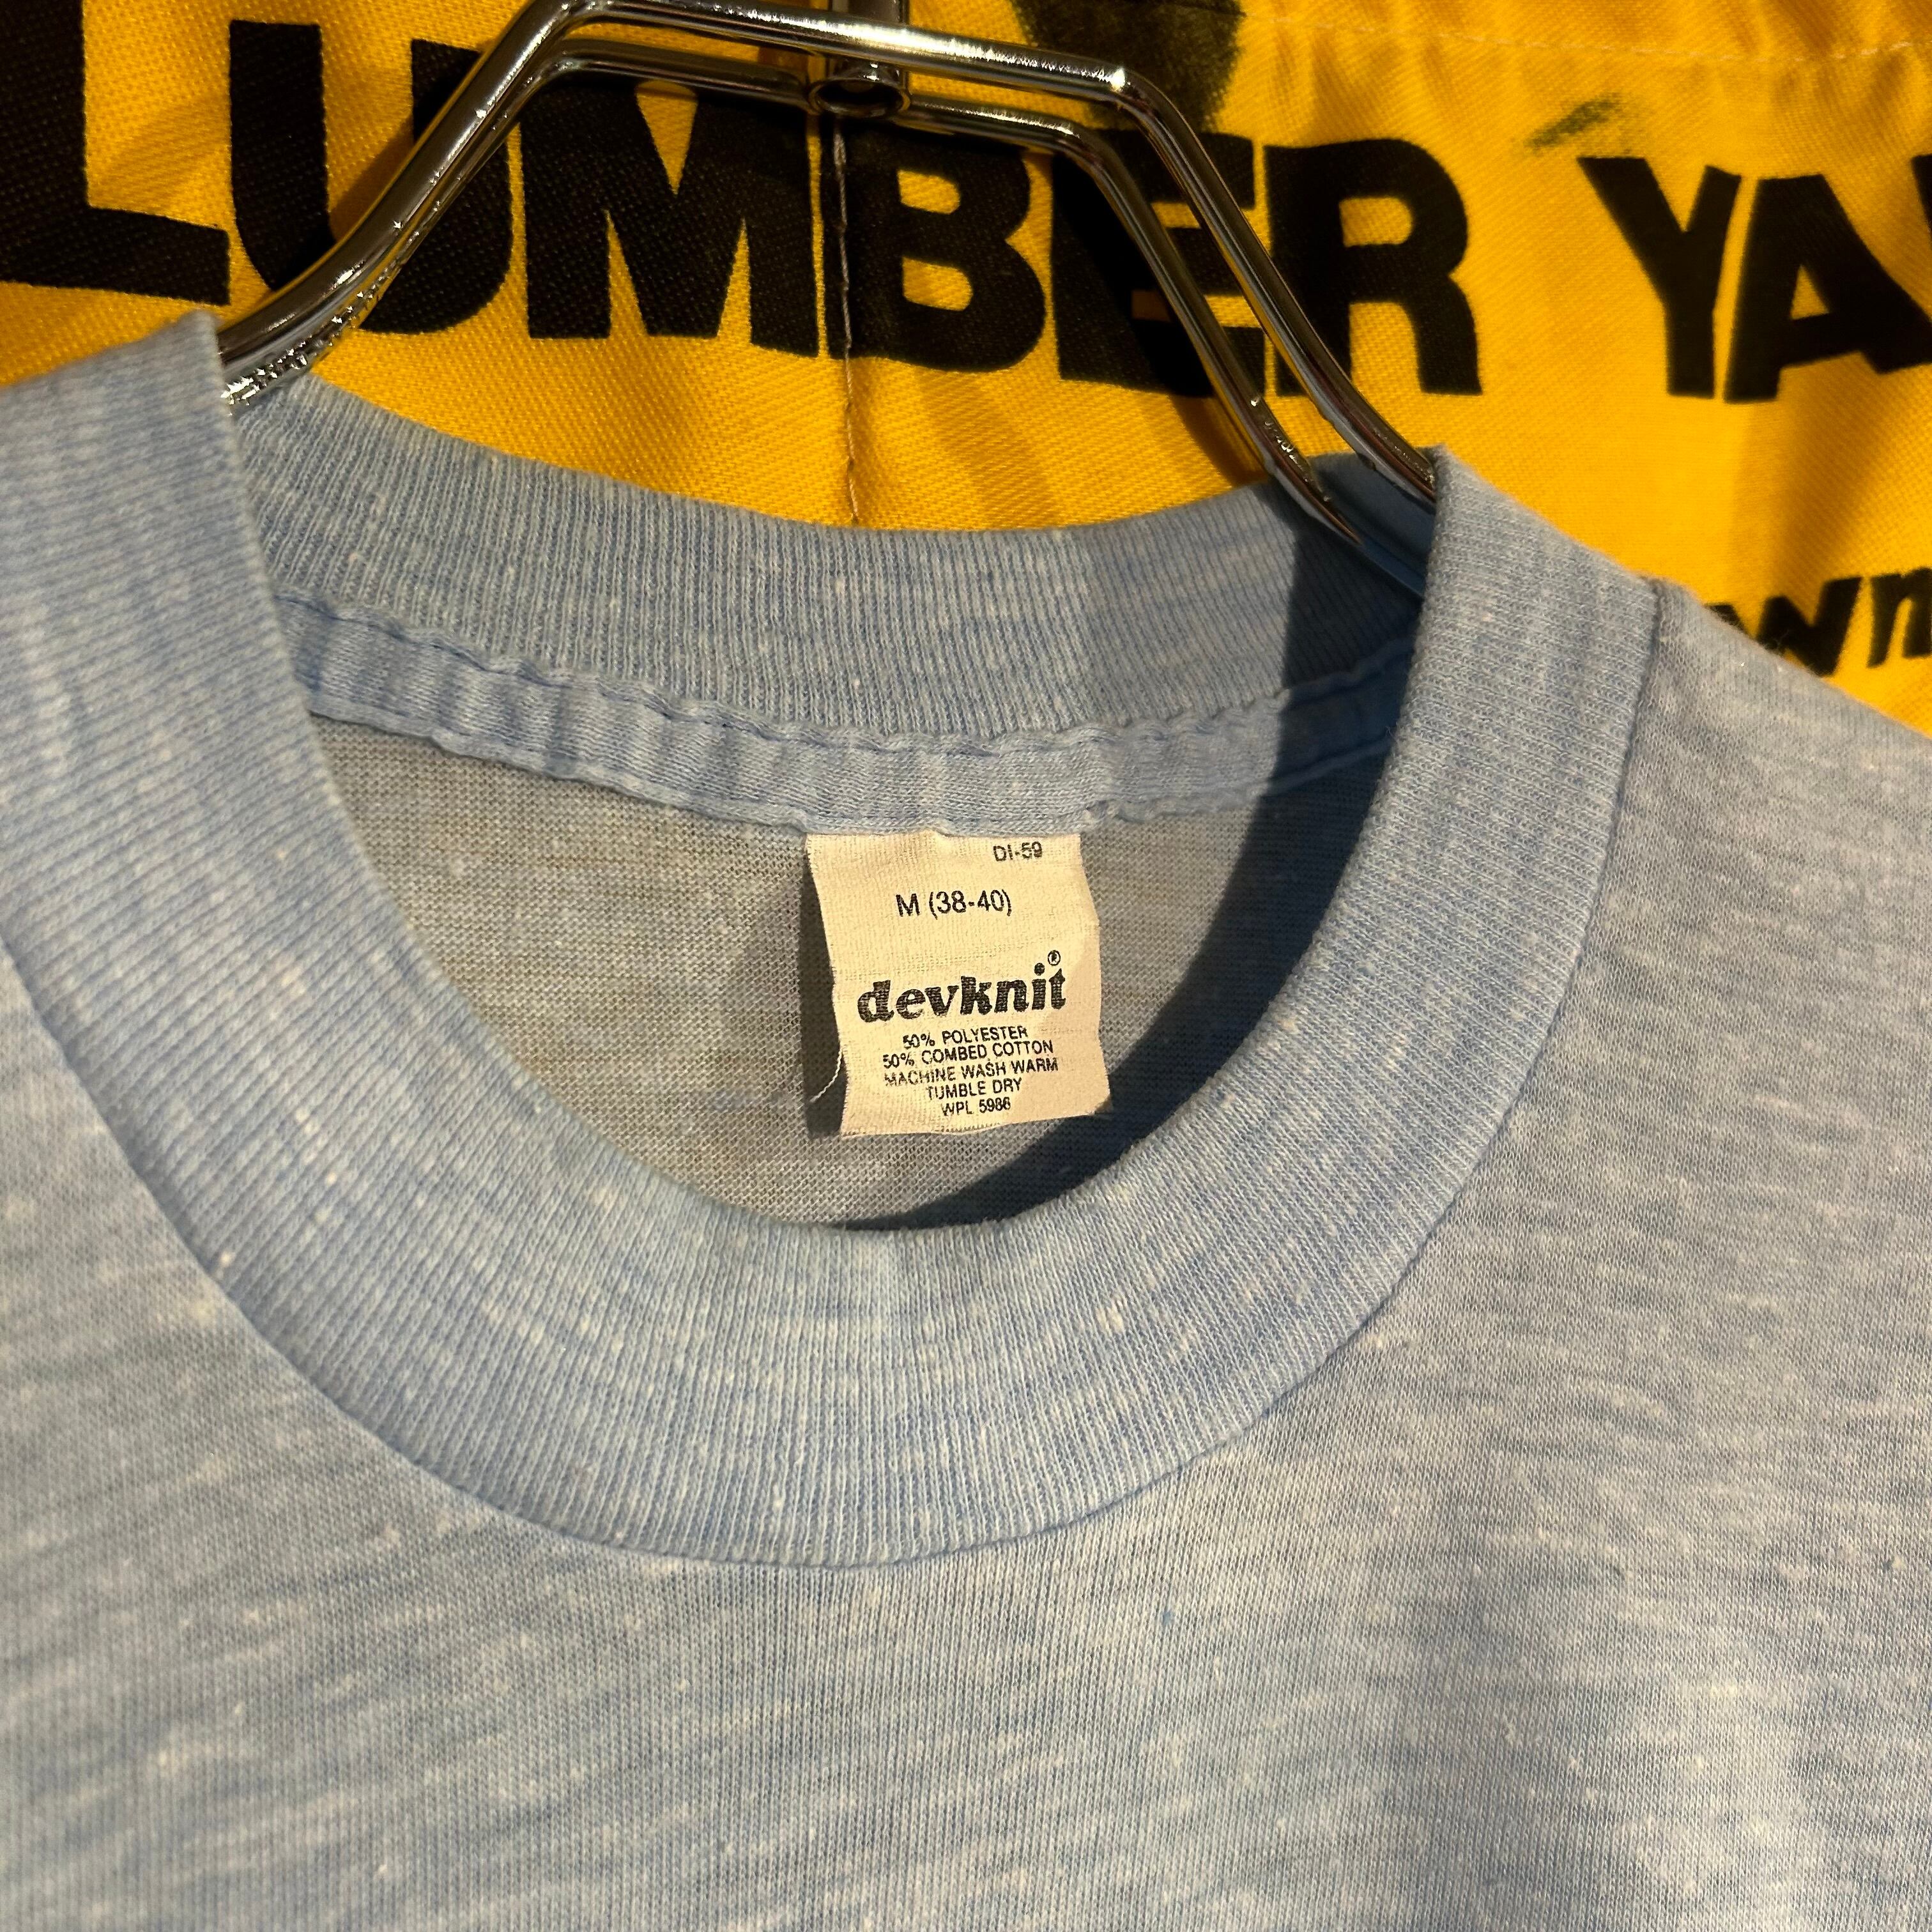 LUMBER YA
wn
DI-59
M (38-40)
devknit®
50% POLYESTER
50% COMBED COTTON
MACHINE WASH WARM
TUMBLE DRY
WPL 5986